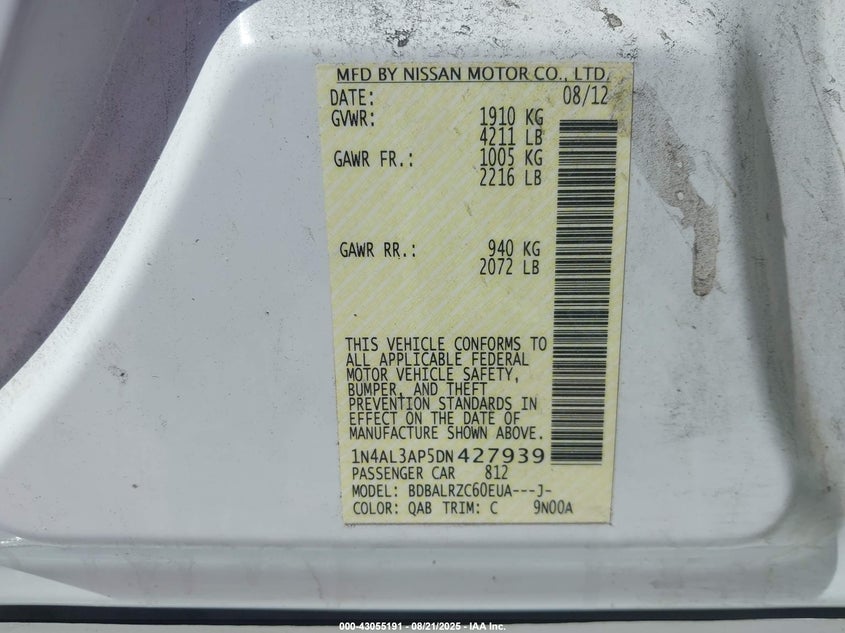 MFD BY NISSAN MOTOR CO., LTD.
DATE: 08/12
GVWR: 1910 KG
4211 LB
GAWR FR.: 1005 KG
2216 LB
GAWR RR.: 940 KG
2072 LB
THIS VEHICLE CONFORMS TO
ALL APPLICABLE FEDERAL
MOTOR VEHICLE SAFETY,
BUMPER, AND THEFT
PREVENTION STANDARDS IN
EFFECT ON THE DATE OF
MANUFACTURE SHOWN ABOVE.
1N4AL3AP5DN427939
PASSENGER CAR 812
MODEL: BDBALRZC60EUA---J-
COLOR: QAB TRIM: C 9N00A
000-43055191 - 08/21/2025 - IAA Inc.